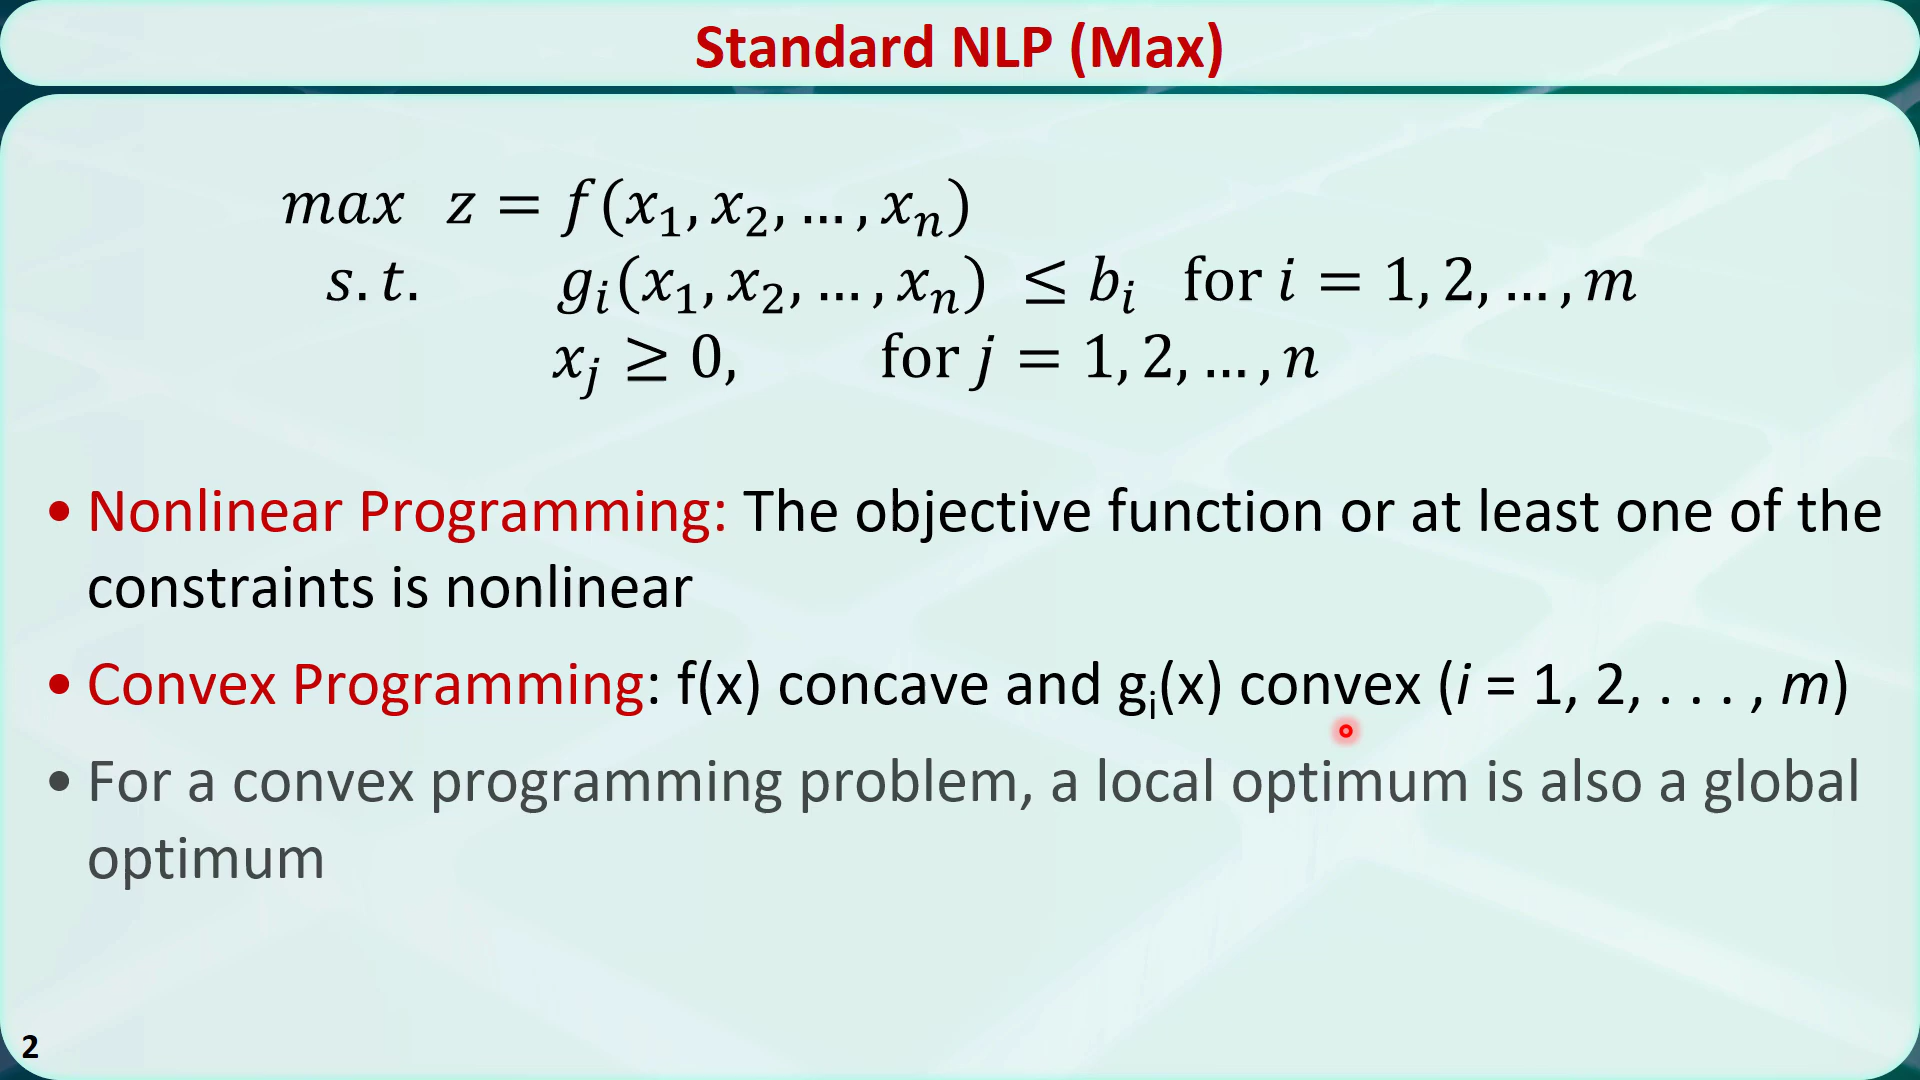 Standard NLP (Max)
max z = f(x₁, x₂, … , xₙ)
s.t. gᵢ(x₁, x₂, … , xₙ) ≤ bᵢ for i = 1, 2, … , m
xⱼ ≥ 0, for j = 1, 2, … , n
• Nonlinear Programming: The objective function or at least one of the
constraints is nonlinear
• Convex Programming: f(x) concave and gᵢ(x) convex (i = 1, 2, . . . , m)
• For a convex programming problem, a local optimum is also a global
optimum
2